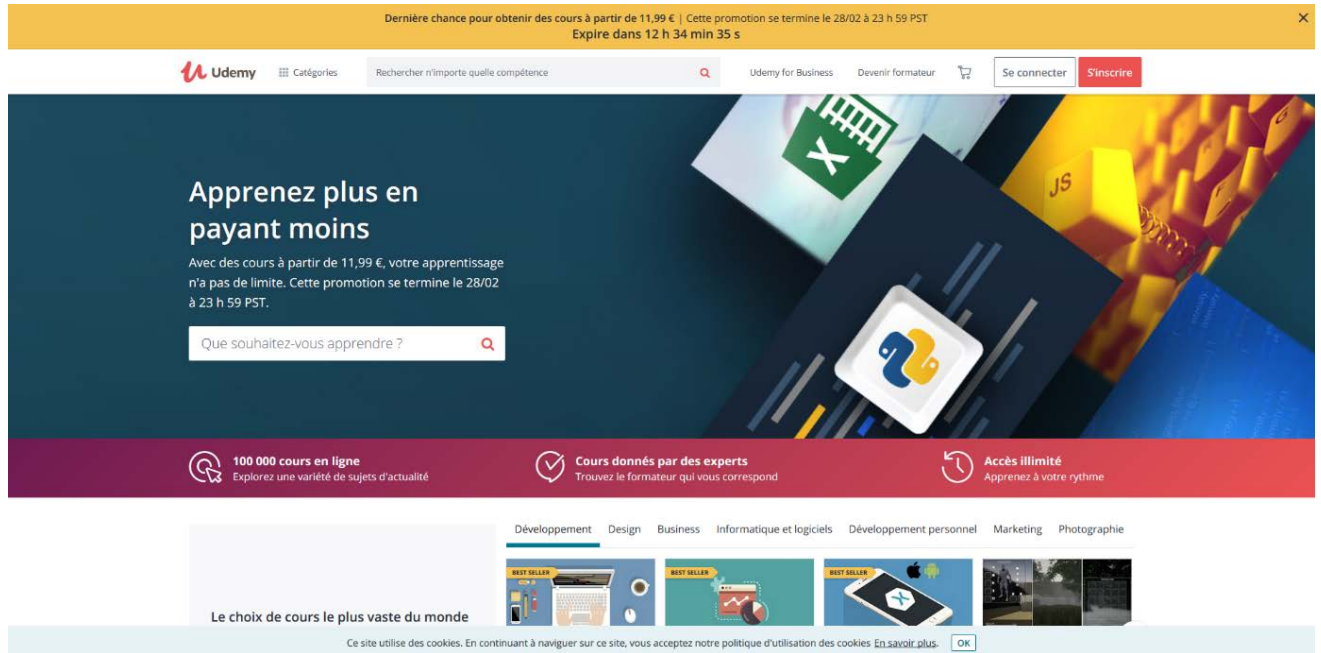 Dernière chance pour obtenir des cours à partir de 11,99 € | Cette promotion se termine le 28/02 à 23 h 59 PST
Expire dans 12 h 34 min 35 s
Udemy
Catégories
Rechercher n'importe quelle compétence
Udemy for Business
Devenir formateur
Se connecter
S'inscrire
Apprenez plus en
payant moins
Avec des cours à partir de 11,99 €, votre apprentissage
n'a pas de limite. Cette promotion se termine le 28/02
à 23 h 59 PST.
Que souhaitez-vous apprendre ?
X
JS
G
F
100 000 cours en ligne
Explorez une variété de sujets d'actualité
Cours donnés par des experts
Trouvez le formateur qui vous correspond
Accès illimité
Apprenez à votre rythme
Développement
Design
Business
Informatique et logiciels
Développement personnel
Marketing
Photographie
BEST SELLER
BEST SELLER
BEST SELLER
Le choix de cours le plus vaste du monde
Ce site utilise des cookies. En continuant à naviguer sur ce site, vous acceptez notre politique d'utilisation des cookies En savoir plus.
OK